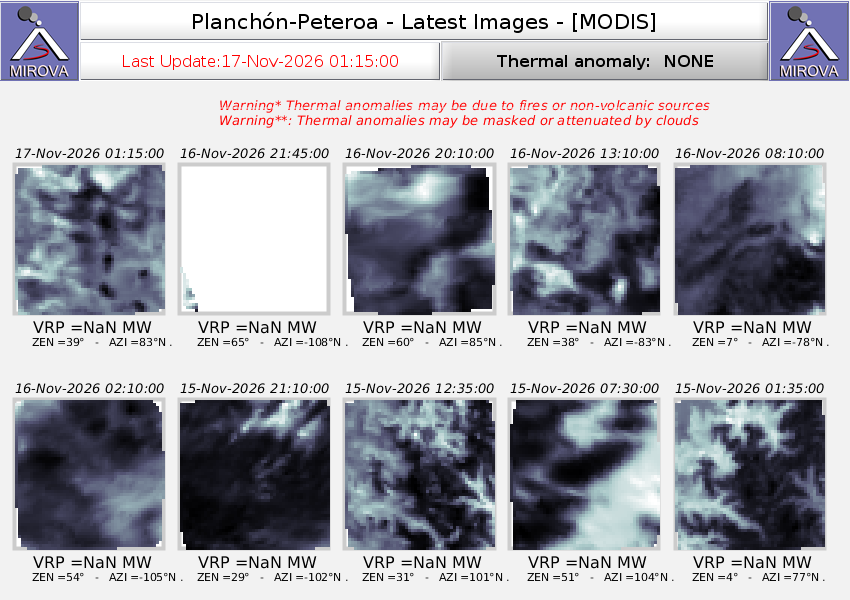 Planchón-Peteroa - Latest Images - [MODIS]
MIROVA
MIROVA
Last Update:17-Nov-2026 01:15:00
Thermal anomaly: NONE
Warning* Thermal anomalies may be due to fires or non-volcanic sources
Warning**: Thermal anomalies may be masked or attenuated by clouds
17-Nov-2026 01:15:00 16-Nov-2026 21:45:00 16-Nov-2026 20:10:00 16-Nov-2026 13:10:00 16-Nov-2026 08:10:00
VRP =NaN MW VRP =NaN MW VRP =NaN MW VRP =NaN MW VRP =NaN MW
ZEN =39° - AZI =83°N . ZEN =65° - AZI =-108°N . ZEN =60° - AZI =85°N . ZEN =38° - AZI =-83°N . ZEN =7° - AZI =-78°N .
16-Nov-2026 02:10:00 15-Nov-2026 21:10:00 15-Nov-2026 12:35:00 15-Nov-2026 07:30:00 15-Nov-2026 01:35:00
VRP =NaN MW VRP =NaN MW VRP =NaN MW VRP =NaN MW VRP =NaN MW
ZEN =54° - AZI =-105°N . ZEN =29° - AZI =-102°N . ZEN =31° - AZI =101°N . ZEN =51° - AZI =104°N . ZEN =4° - AZI =77°N .